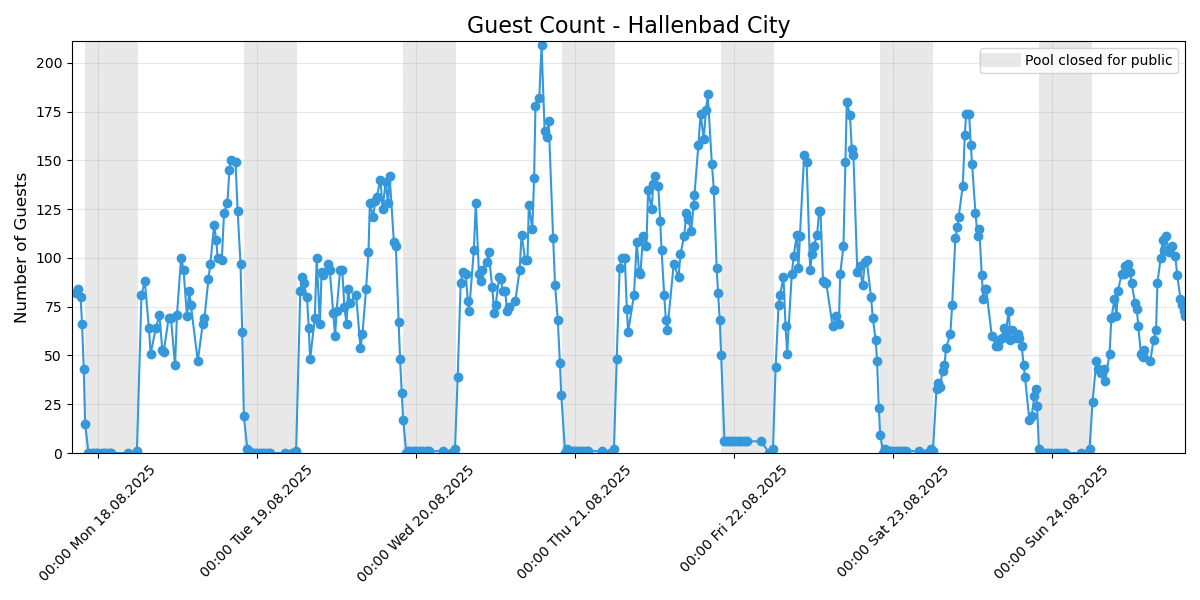 Guest Count - Hallenbad City
Pool closed for public
Number of Guests
200
175
150
125
100
75
50
25
0
00:00 Mon 18.08.2025
00:00 Tue 19.08.2025
00:00 Wed 20.08.2025
00:00 Thu 21.08.2025
00:00 Fri 22.08.2025
00:00 Sat 23.08.2025
00:00 Sun 24.08.2025